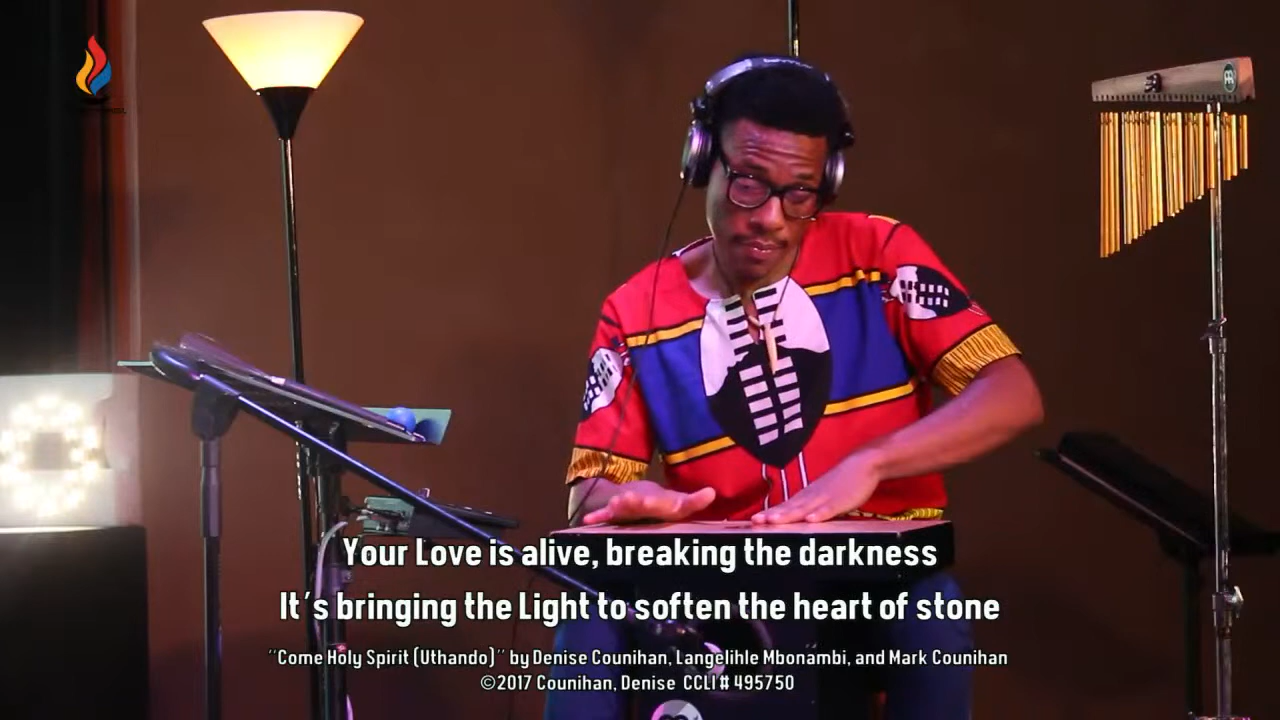 Your Love is alive, breaking the darkness
It's bringing the Light to soften the heart of stone
"Come Holy Spirit (Uthando)" by Denise Counihan, Langelihle Mbonambi, and Mark Counihan
©2017 Counihan, Denise CCLI# 495750